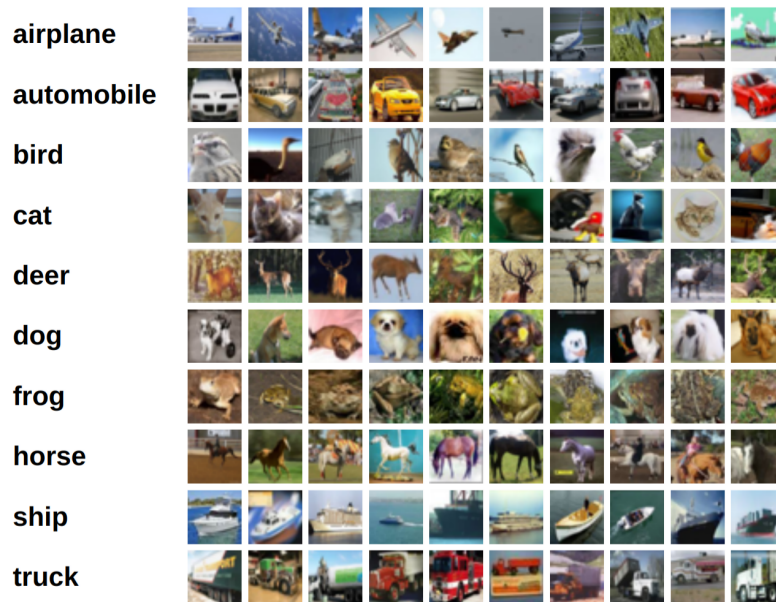 airplane
automobile
bird
cat
deer
dog
frog
horse
ship
truck